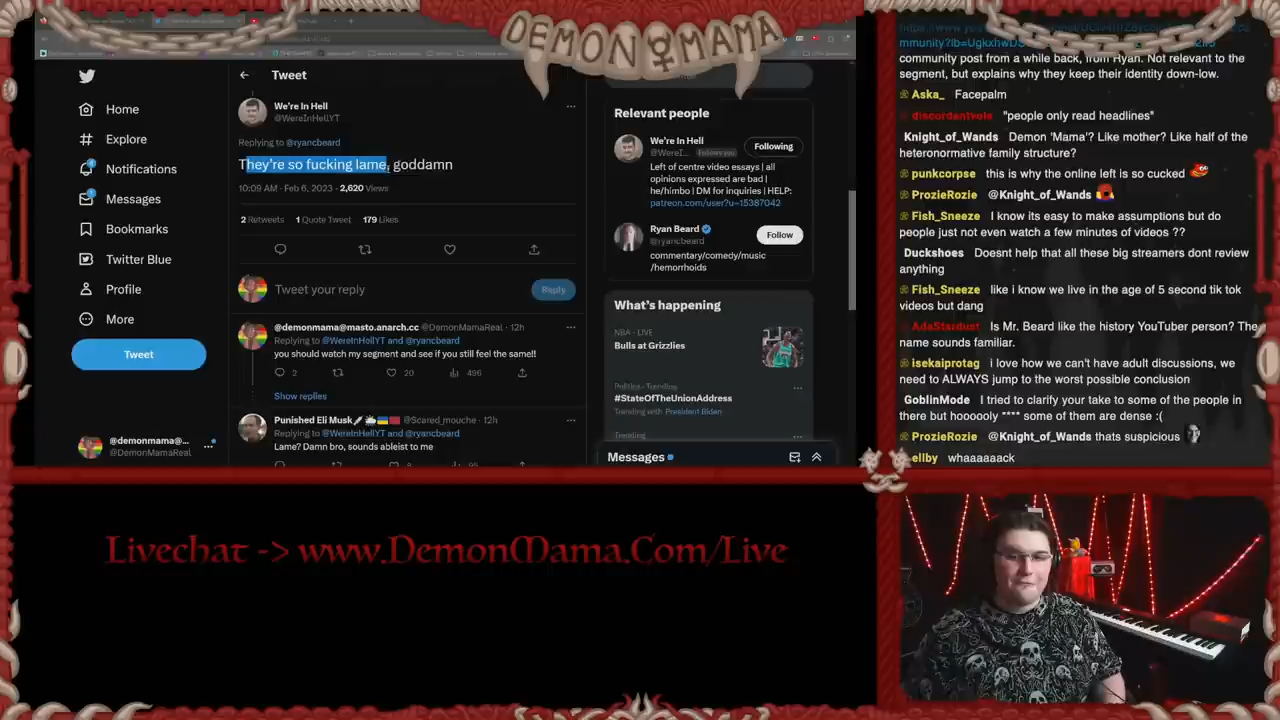 DEMON MAMA
Home
Explore
Notifications
Messages
Bookmarks
Twitter Blue
Profile
More
Tweet
@demonmama@...
@DemonMamaReal
Tweet
We're In Hell
@WereInHellYT
Replying to @ryancbeard
They're so fucking lame, goddamn
10:09 AM · Feb 6, 2023 · 2,620 Views
2 Retweets 1 Quote Tweet 179 Likes
Tweet your reply
Reply
@demonmama@masto.anarch.cc @DemonMamaReal · 12h
Replying to @WereInHellYT and @ryancbeard
you should watch my segment and see if you still feel the same!!
2 20 496
Show replies
Punished Eli Musk @Scared_mouche · 12h
Replying to @WereInHellYT and @ryancbeard
Lame? Damn bro, sounds ableist to me
Relevant people
We're In Hell
@WereI... Follows you
Following
Left of centre video essays | all
opinions expressed are bad |
he/himbo | DM for inquiries | HELP:
patreon.com/user?u=15387042
Ryan Beard
@ryancbeard
Follow
commentary/comedy/music
/hemorrhoids
What's happening
NBA · LIVE
Bulls at Grizzlies
Politics · Trending
#StateOfTheUnionAddress
Trending with President Biden
Trending
Messages
community post from a while back, from Ryan. Not relevant to the
segment, but explains why they keep their identity down-low.
Aska_ Facepalm
discordantvole "people only read headlines"
Knight_of_Wands Demon 'Mama'? Like mother? Like half of the
heteronormative family structure?
punkcorpse this is why the online left is so cucked
ProzieRozie @Knight_of_Wands
Fish_Sneeze I know its easy to make assumptions but do
people just not even watch a few minutes of videos ??
Duckshoes Doesnt help that all these big streamers dont review
anything
Fish_Sneeze like i know we live in the age of 5 second tik tok
videos but dang
AdaStardust Is Mr. Beard like the history YouTuber person? The
name sounds familiar.
isekaiprotag i love how we can't have adult discussions, we
need to ALWAYS jump to the worst possible conclusion
GoblinMode I tried to clarify your take to some of the people in
there but hoooooly **** some of them are dense :(
ProzieRozie @Knight_of_Wands thats suspicious
ellby whaaaaaack
Livechat -> www.DemonMama.Com/Live